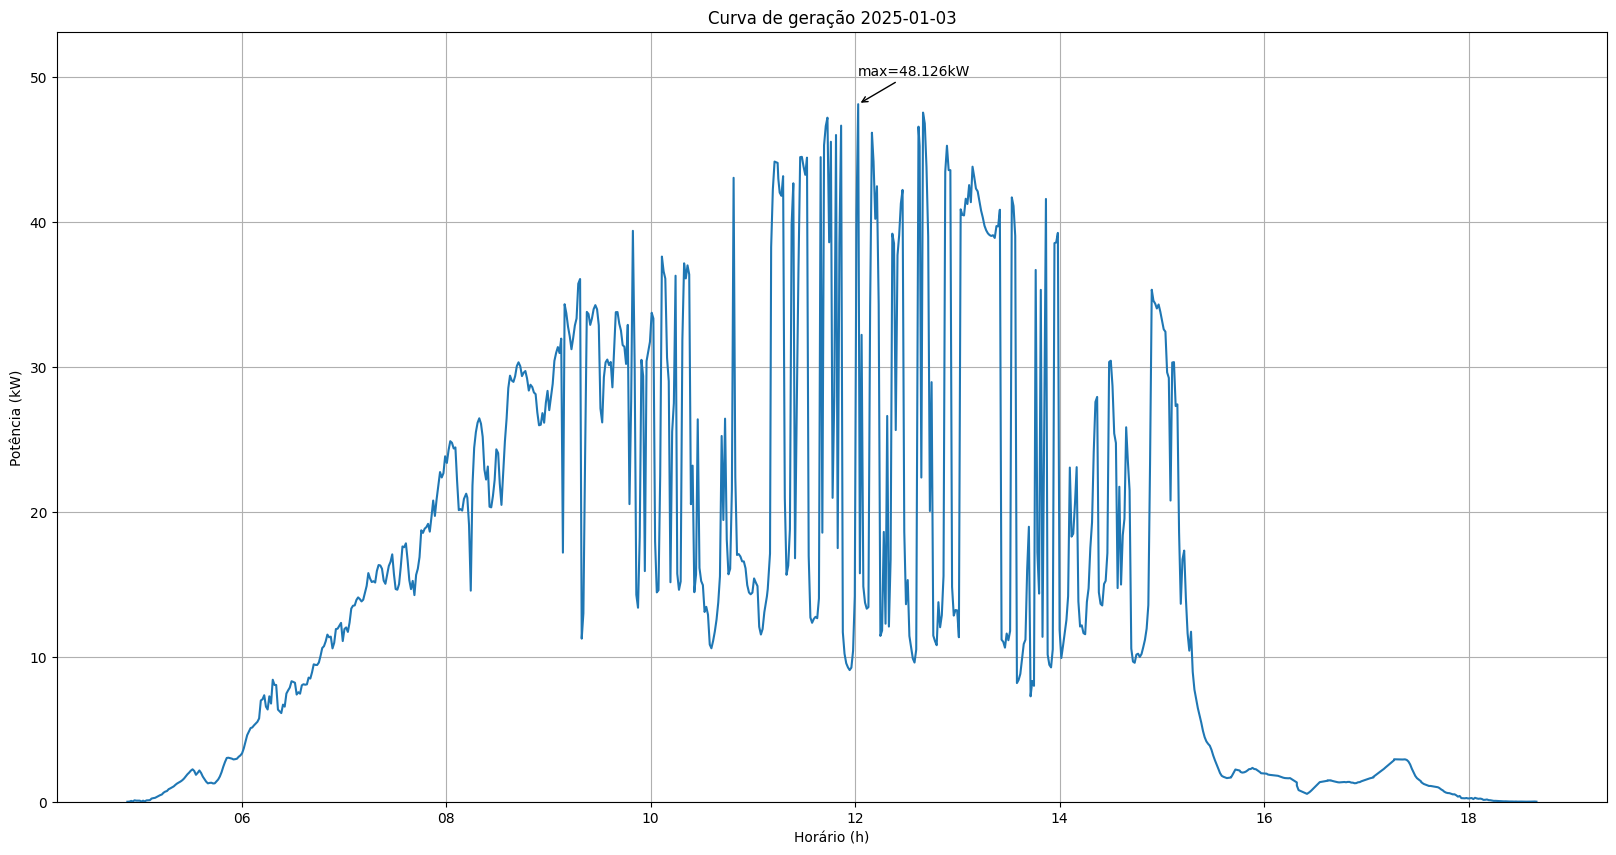 Curva de geração 2025-01-03
max=48.126kW
Potência (kW)
50
40
30
20
10
0
06 08 10 12 14 16 18
Horário (h)